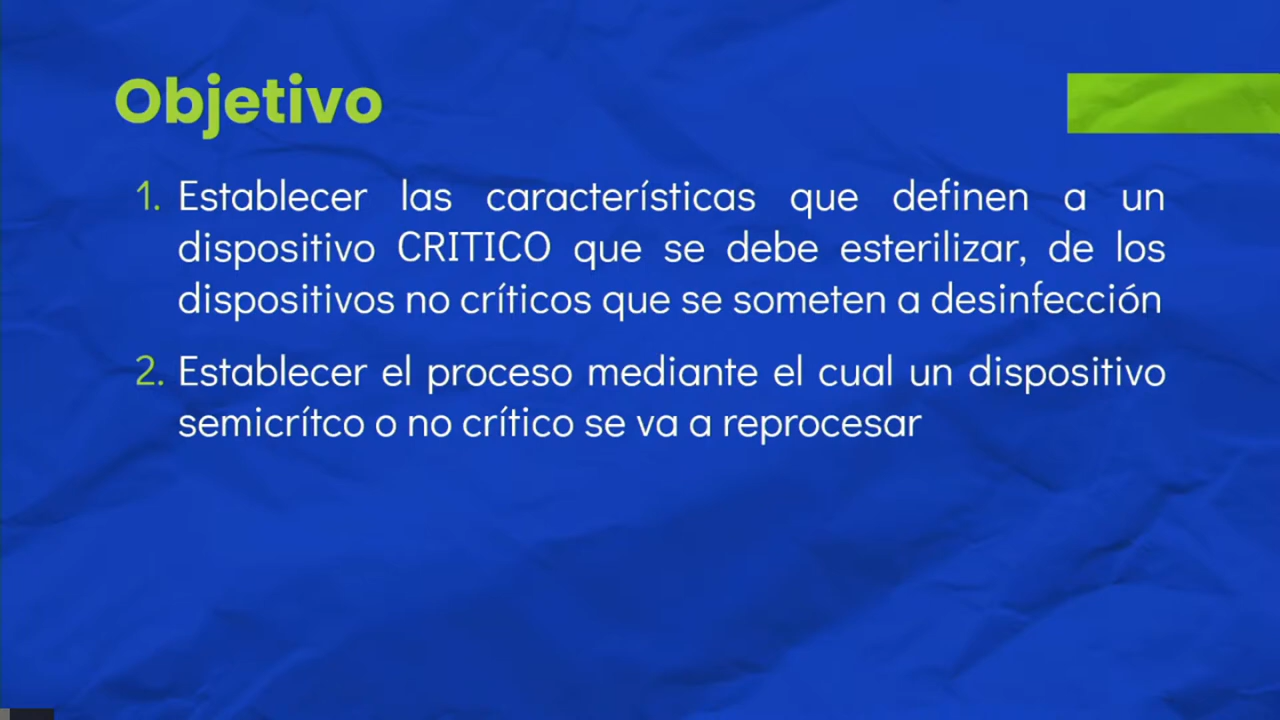 Objetivo
1. Establecer las características que definen a un
dispositivo CRITICO que se debe esterilizar, de los
dispositivos no críticos que se someten a desinfección
2. Establecer el proceso mediante el cual un dispositivo
semicrítco o no crítico se va a reprocesar